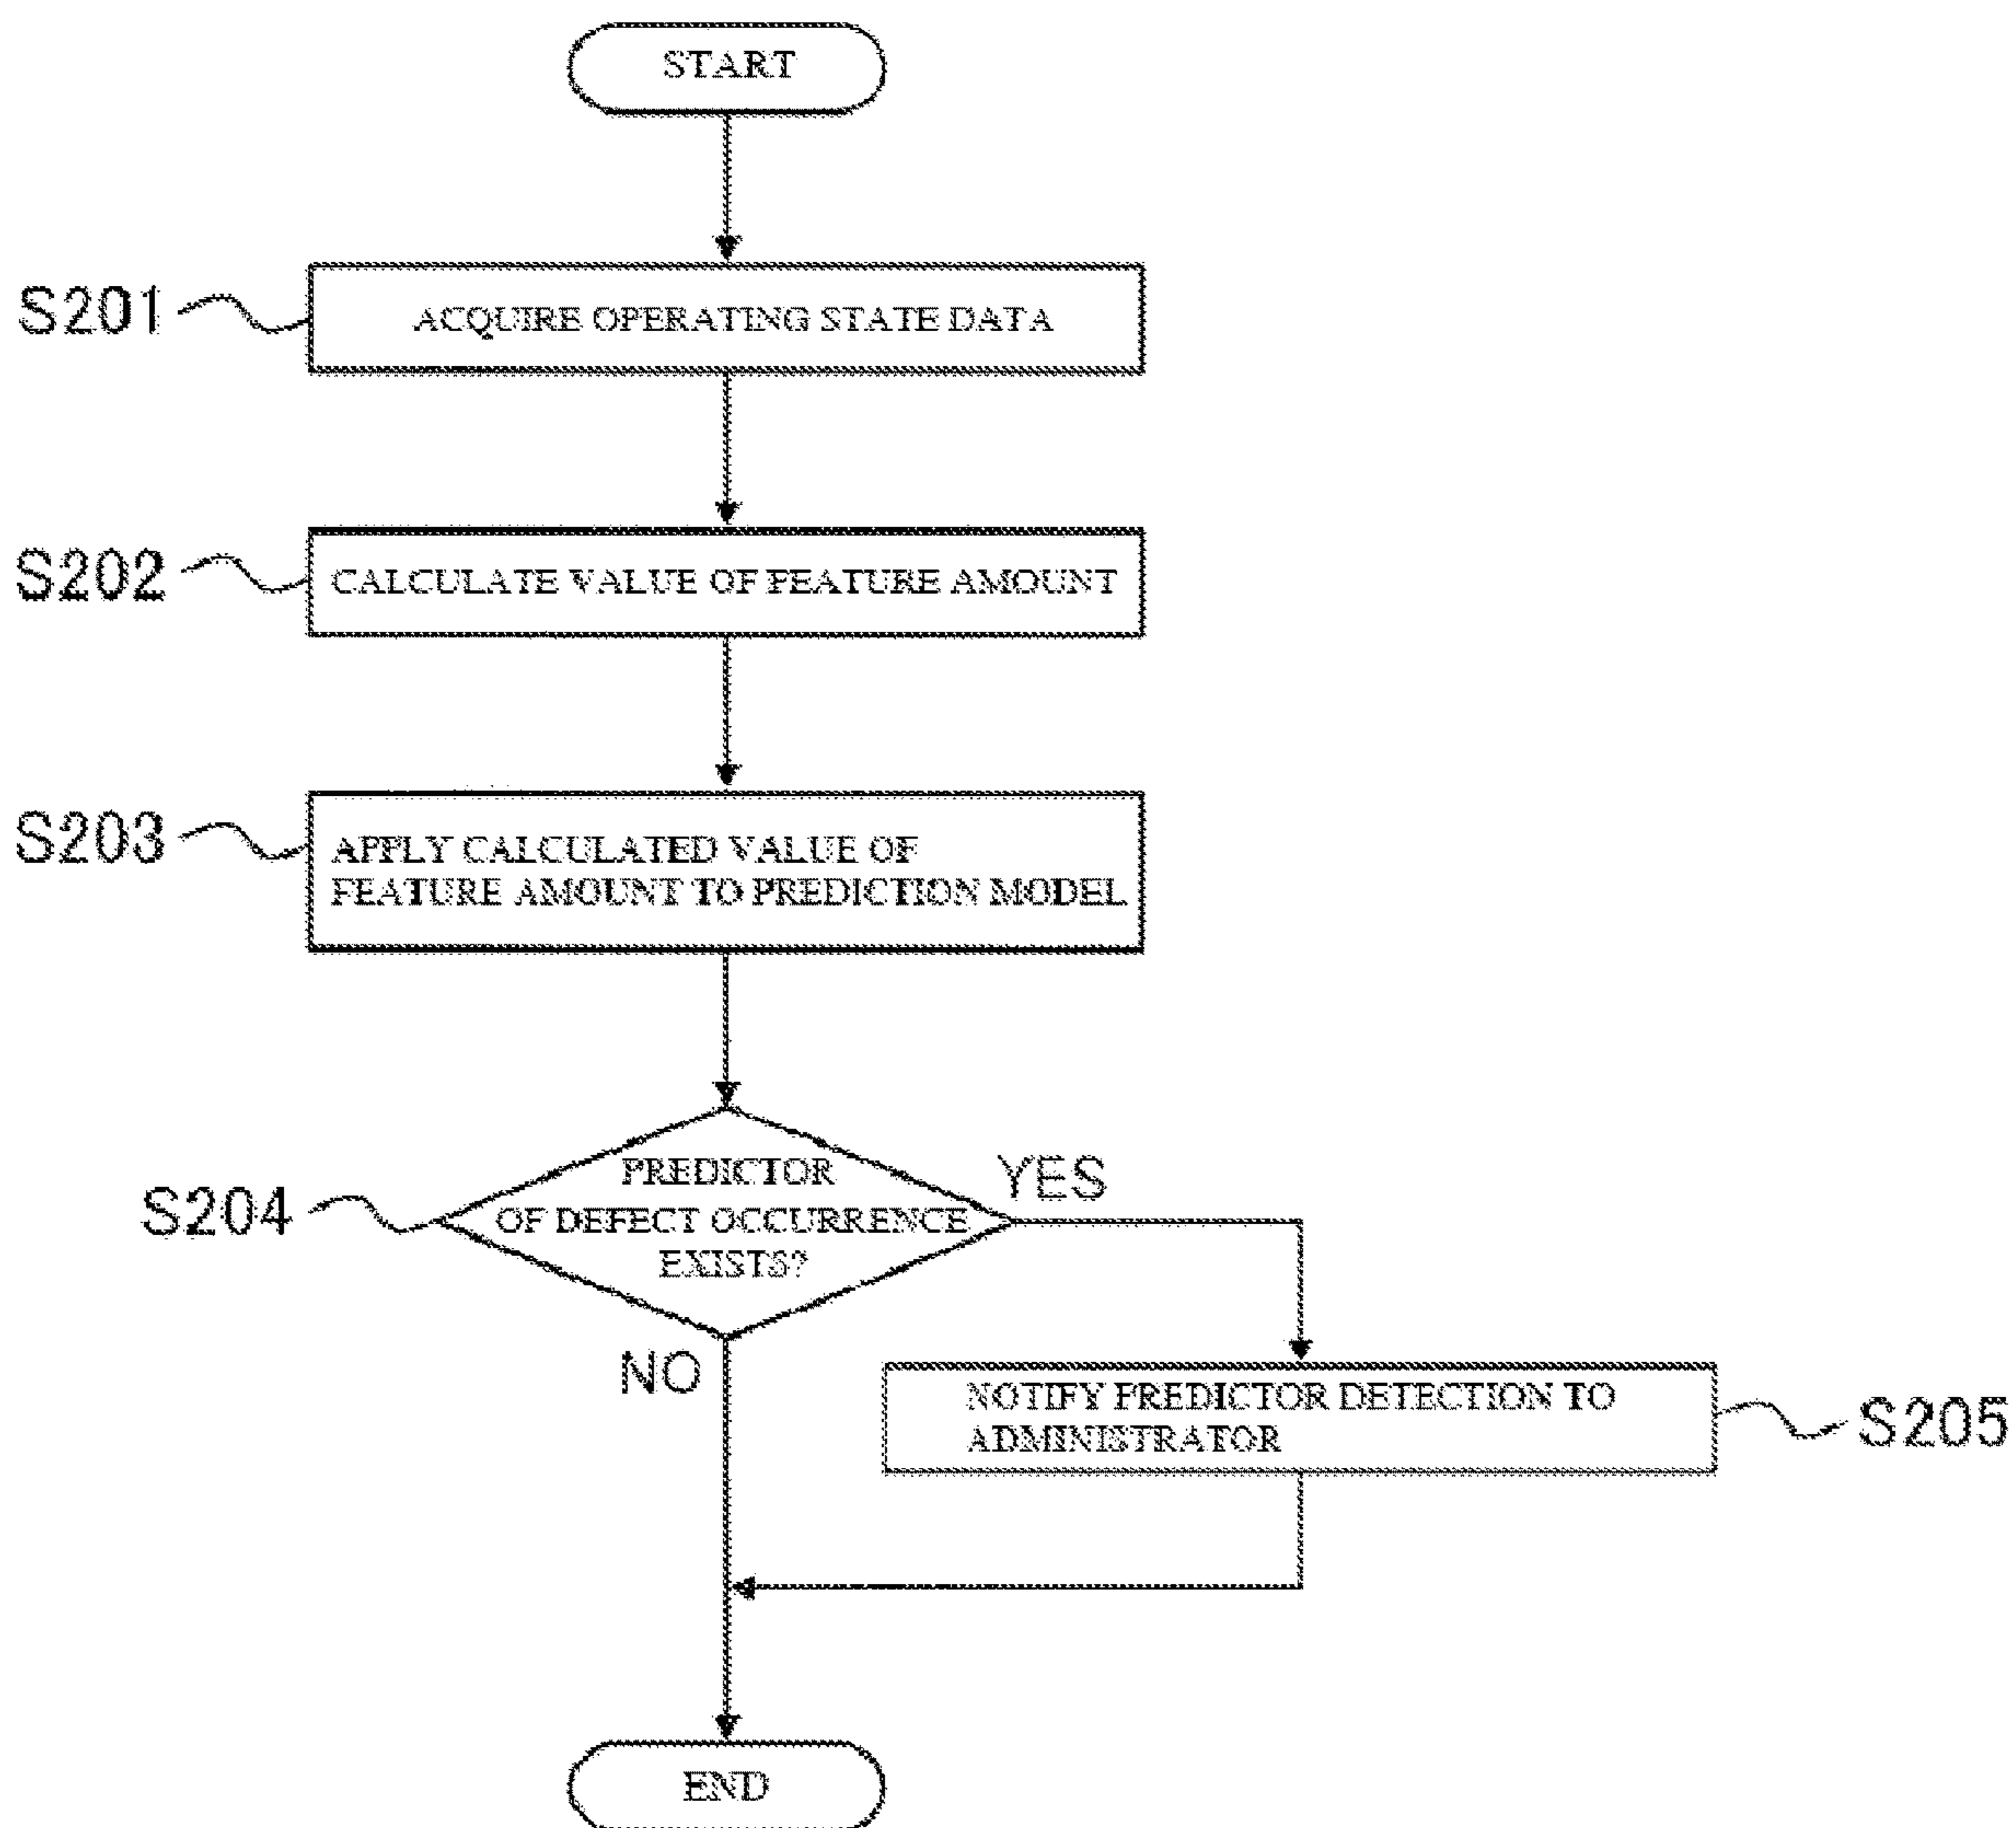 START
S201
ACQUIRE OPERATING STATE DATA
S202
CALCULATE VALUE OF FEATURE AMOUNT
S203
APPLY CALCULATED VALUE OF
FEATURE AMOUNT TO PREDICTION MODEL
S204
PREDICTOR
OF DEFECT OCCURRENCE
EXISTS?
YES
NO
NOTIFY PREDICTOR DETECTION TO
ADMINISTRATOR
S205
END